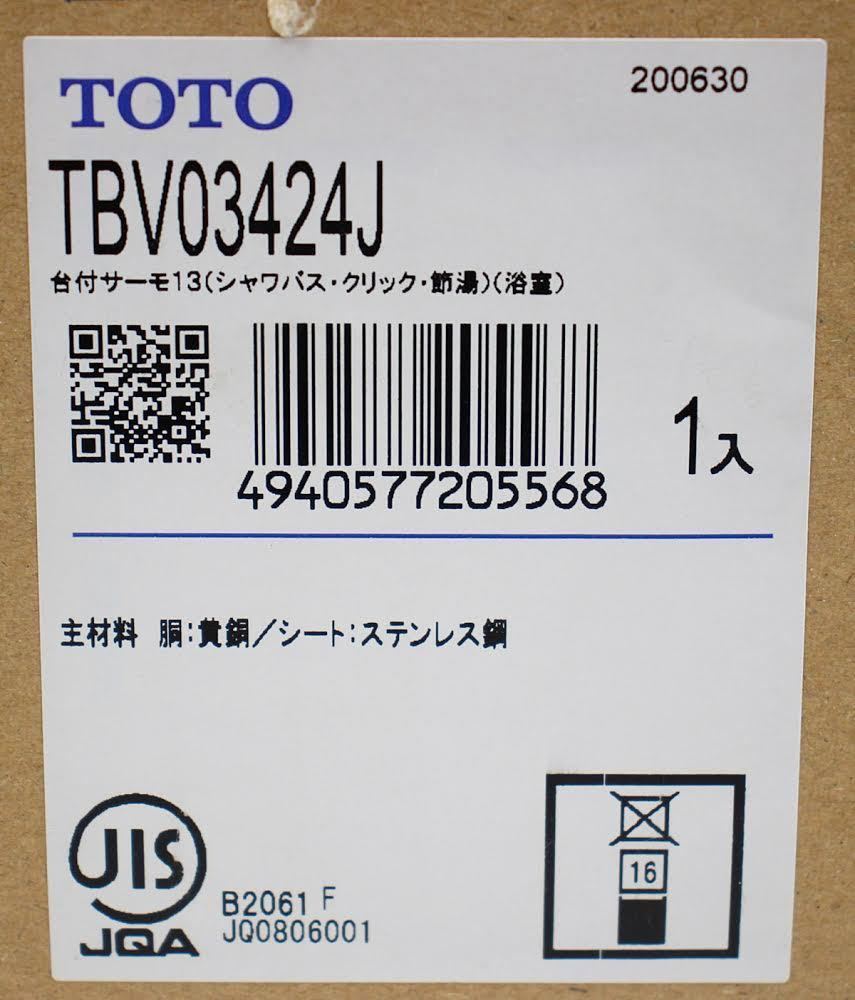 TOTO
200630
TBV03424J
台付サーモ13(シャワバス・クリック・節湯)(浴室)
4940577205568
1入
主材料 胴:黄銅/シート:ステンレス鋼
JIS
JQA
B2061 F
JQ0806001
16